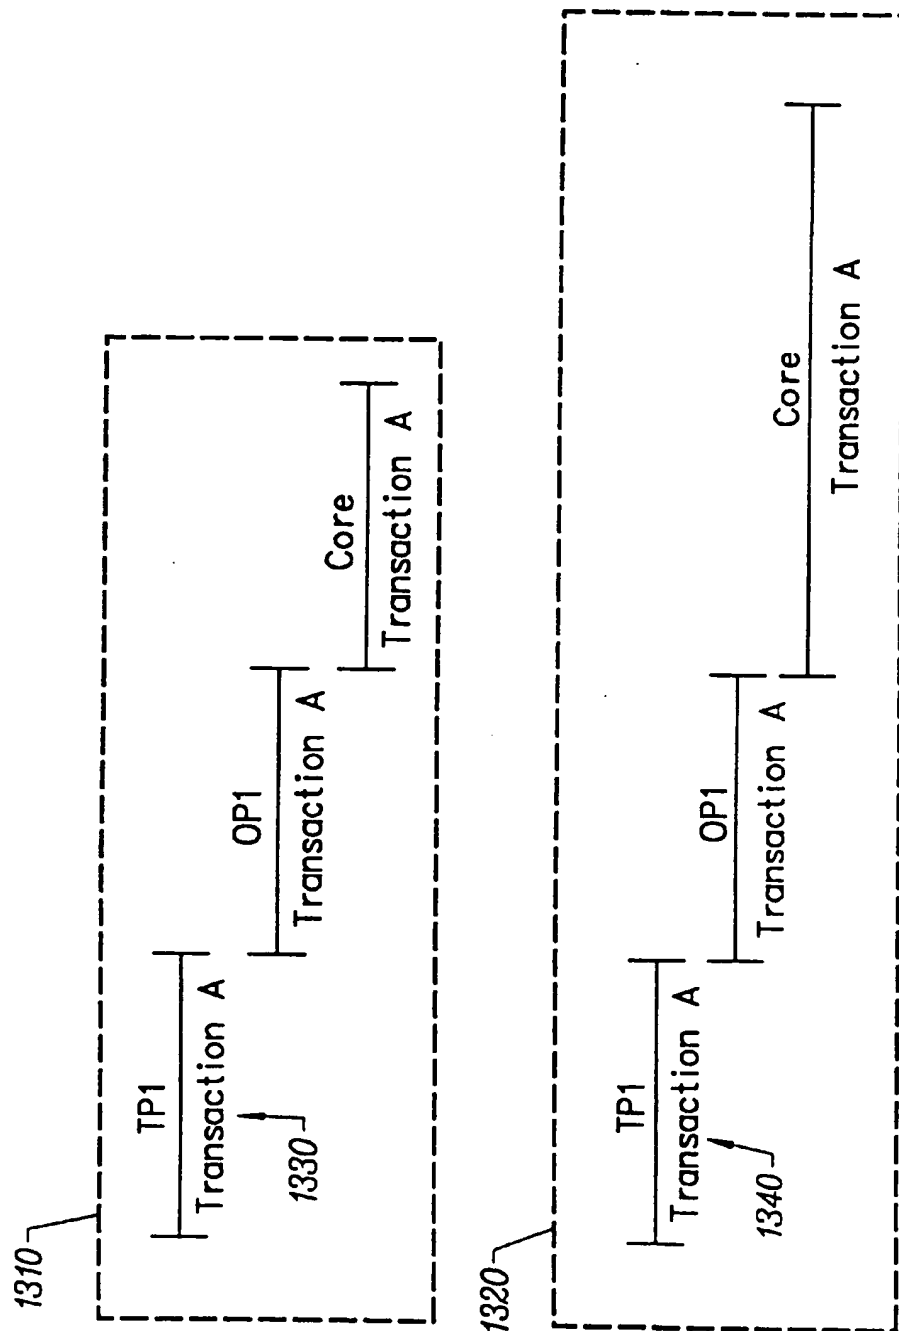 1310
TP1
Transaction A
1330
OP1
Transaction A
Core
Transaction A
1320
TP1
Transaction A
1340
OP1
Transaction A
Core
Transaction A